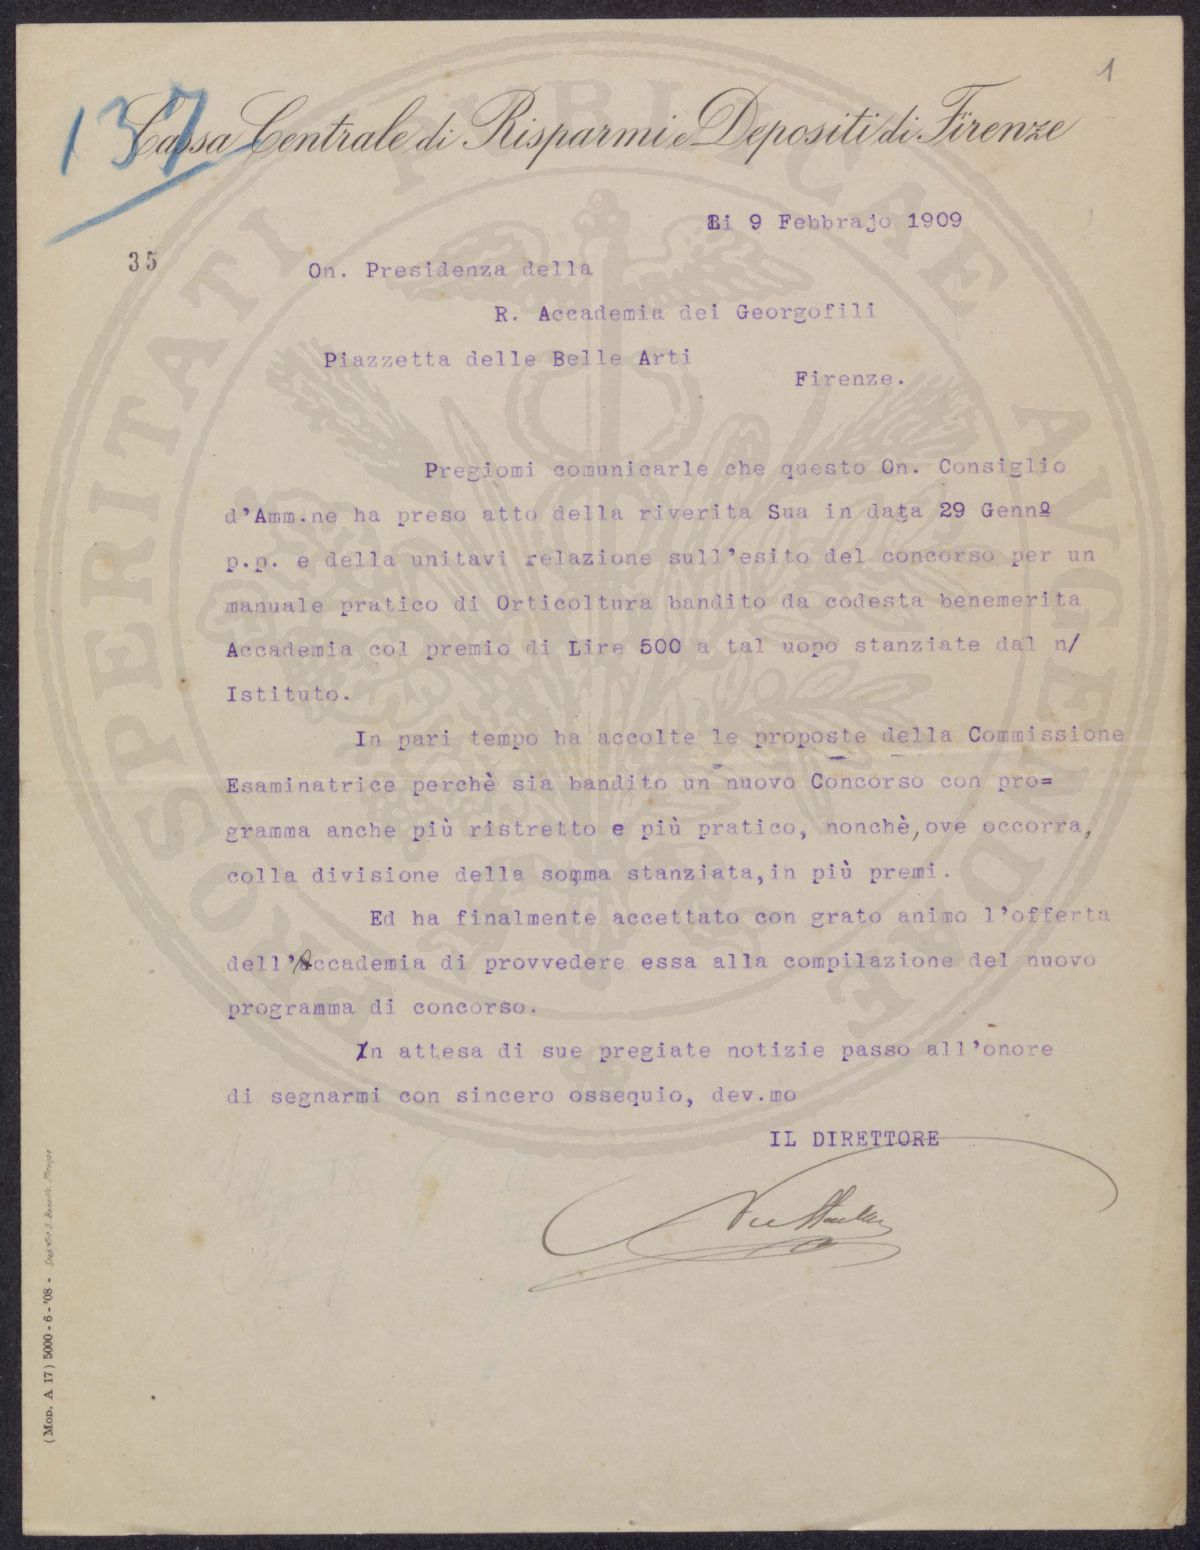 1
137
Cassa Centrale di Risparmi e Depositi di Firenze
Li 9 Febbrajo 1909
35
On. Presidenza della
R. Accademia dei Georgofili
Piazzetta delle Belle Arti
Firenze.
Pregiomi comunicarle che questo On. Consiglio
d'Amm.ne ha preso atto della riverita Sua in data 29 Gennº
p.p. e della unitavi relazione sull'esito del concorso per un
manuale pratico di Orticoltura bandito da codesta benemerita
Accademia col premio di Lire 500 a tal uopo stanziate dal n/
Istituto.
In pari tempo ha accolte le proposte della Commissione
Esaminatrice perchè sia bandito un nuovo Concorso con pro=
gramma anche più ristretto e più pratico, nonchè, ove occorra,
colla divisione della somma stanziata, in più premi.
Ed ha finalmente accettato con grato animo l'offerta
dell'Accademia di provvedere essa alla compilazione del nuovo
programma di concorso.
In attesa di sue pregiate notizie passo all'onore
di segnarmi con sincero ossequio, dev.mo
IL DIRETTORE
(Mod. A 17) 5000 - 6 - '08 -
PROSPERITATI PVBLICAE AVGENDAE